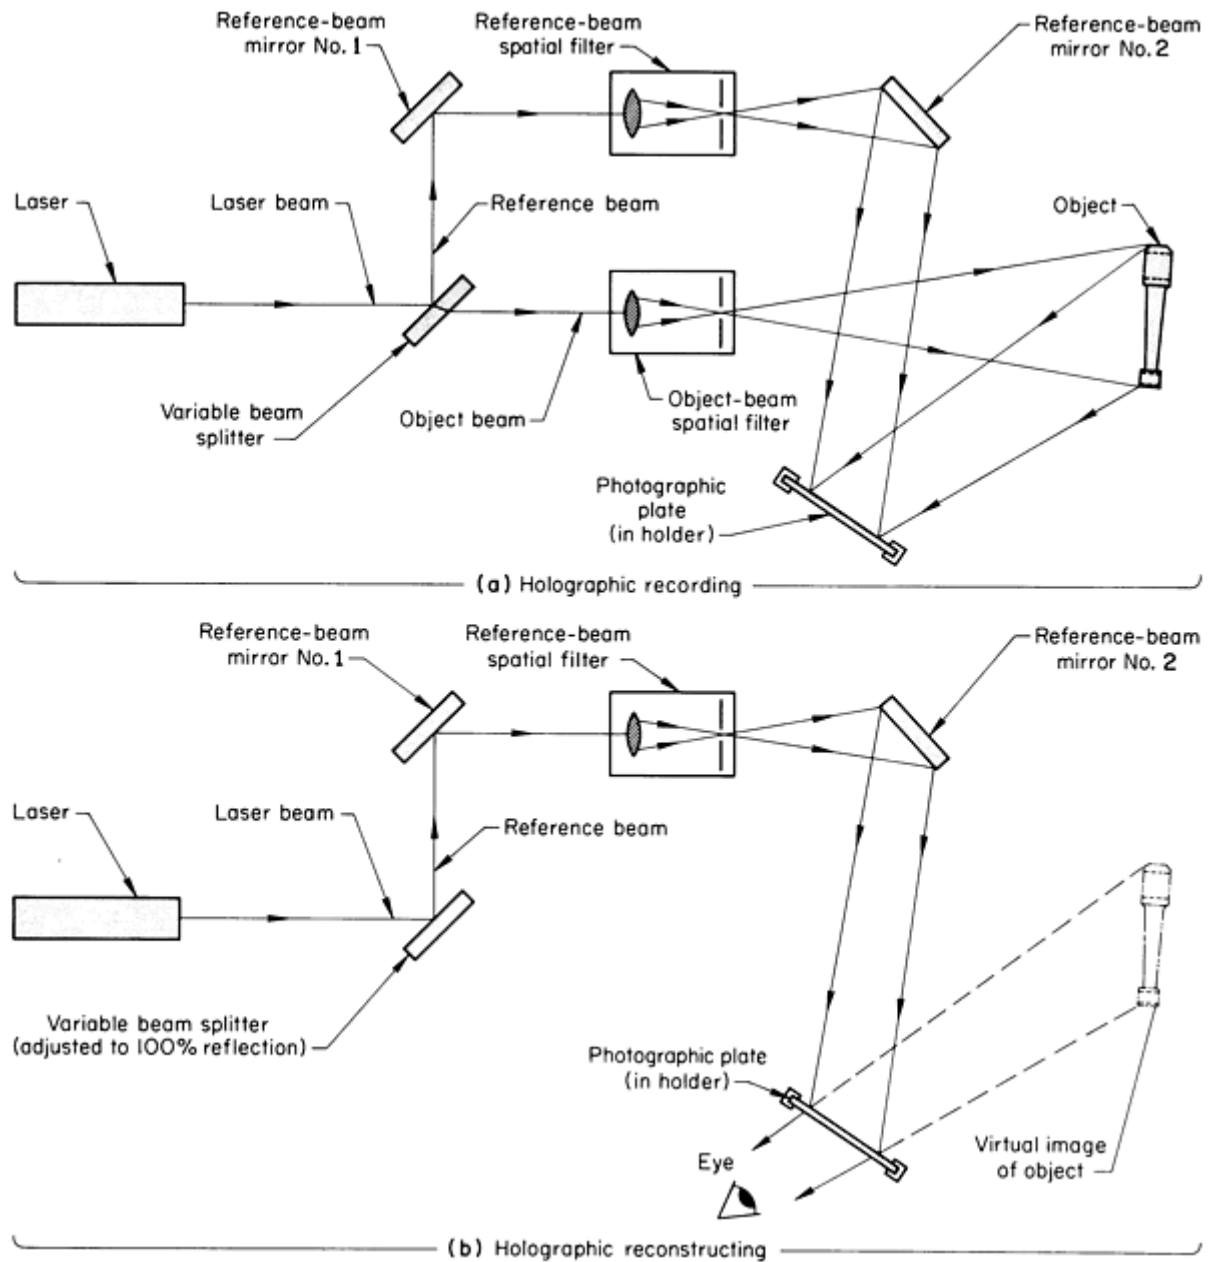 Reference-beam
mirror No. 1
Reference-beam
spatial filter
Reference-beam
mirror No. 2
Laser
Laser beam
Reference beam
Object
Variable beam
splitter
Object beam
Object-beam
spatial filter
Photographic
plate
(in holder)
(a) Holographic recording
Reference-beam
mirror No. 1
Reference-beam
spatial filter
Reference-beam
mirror No. 2
Laser
Laser beam
Reference beam
Variable beam splitter
(adjusted to 100% reflection)
Photographic plate
(in holder)
Eye
Virtual image
of object
(b) Holographic reconstructing